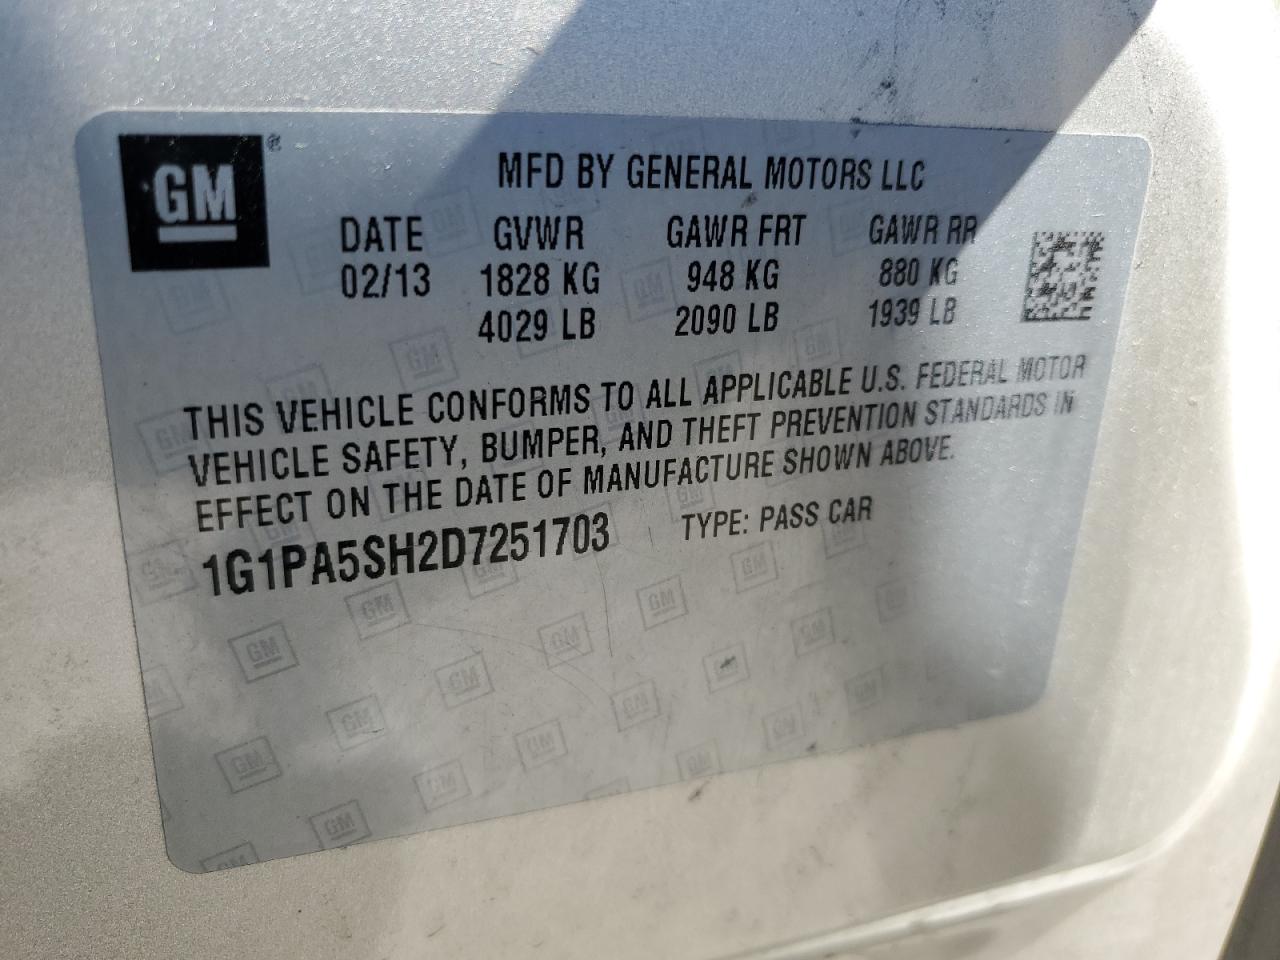 GM®
MFD BY GENERAL MOTORS LLC
DATE GVWR GAWR FRT GAWR RR
02/13 1828 KG 948 KG 880 KG
4029 LB 2090 LB 1939 LB
THIS VEHICLE CONFORMS TO ALL APPLICABLE U.S. FEDERAL MOTOR
VEHICLE SAFETY, BUMPER, AND THEFT PREVENTION STANDARDS IN
EFFECT ON THE DATE OF MANUFACTURE SHOWN ABOVE.
1G1PA5SH2D7251703 TYPE: PASS CAR